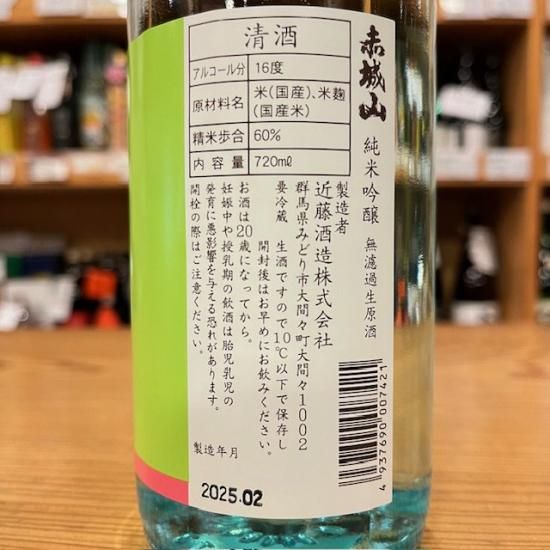 赤城山 純米吟醸 無濾過生原酒
清酒
アルコール分 16度
原材料名 米(国産)、米麹
(国産米)
精米歩合 60%
内容量 720mℓ
製造者
近藤酒造株式会社
群馬県みどり市大間々町大間々1002
要冷蔵 生酒ですので10℃以下で保存し
開封後はお早めにお飲みください。
お酒は20歳になってから。
妊娠中や授乳期の飲酒は胎児乳児の
発育に悪影響を与える恐れがあります。
開栓の際はご注意ください。
製造年月
2025.02
4937690007421